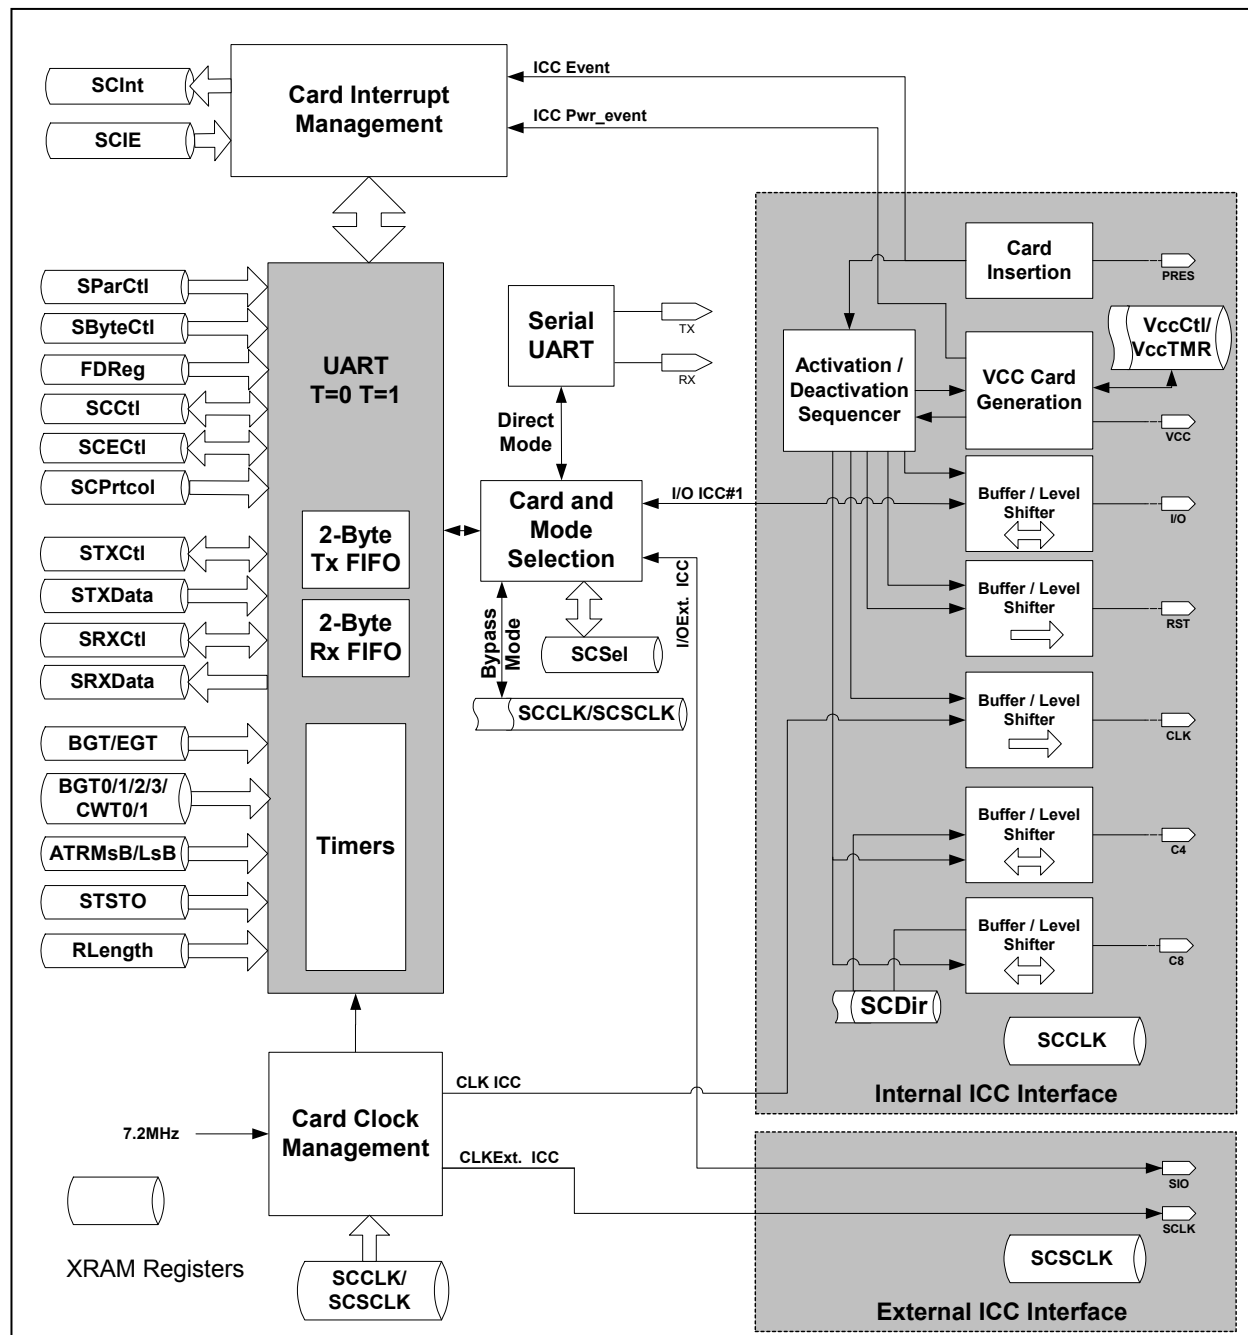 SCInt
SCIE
Card Interrupt
Management
ICC Event
ICC Pwr_event
SParCtl
SByteCtl
FDReg
SCCtl
SCECtl
SCPrtcol
STXCtl
STXData
SRXCtl
SRXData
BGT/EGT
BGT0/1/2/3/
CWT0/1
ATRMsB/LsB
STSTO
RLength
UART
T=0 T=1
2-Byte
Tx FIFO
2-Byte
Rx FIFO
Timers
Serial
UART
TX
RX
Direct
Mode
Card and
Mode
Selection
I/O ICC#1
I/OExt. ICC
Bypass
Mode
SCSel
SCCLK/SCSCLK
Card
Insertion
PRES
VccCtl/
VccTMR
Activation /
Deactivation
Sequencer
VCC Card
Generation
VCC
Buffer / Level
Shifter
I/O
Buffer / Level
Shifter
RST
Buffer / Level
Shifter
CLK
Buffer / Level
Shifter
C4
Buffer / Level
Shifter
C8
SCDir
SCCLK
Internal ICC Interface
Card Clock
Management
7.2MHz
CLK ICC
CLKExt. ICC
SIO
SCLK
SCSCLK
External ICC Interface
XRAM Registers
SCCLK/
SCSCLK